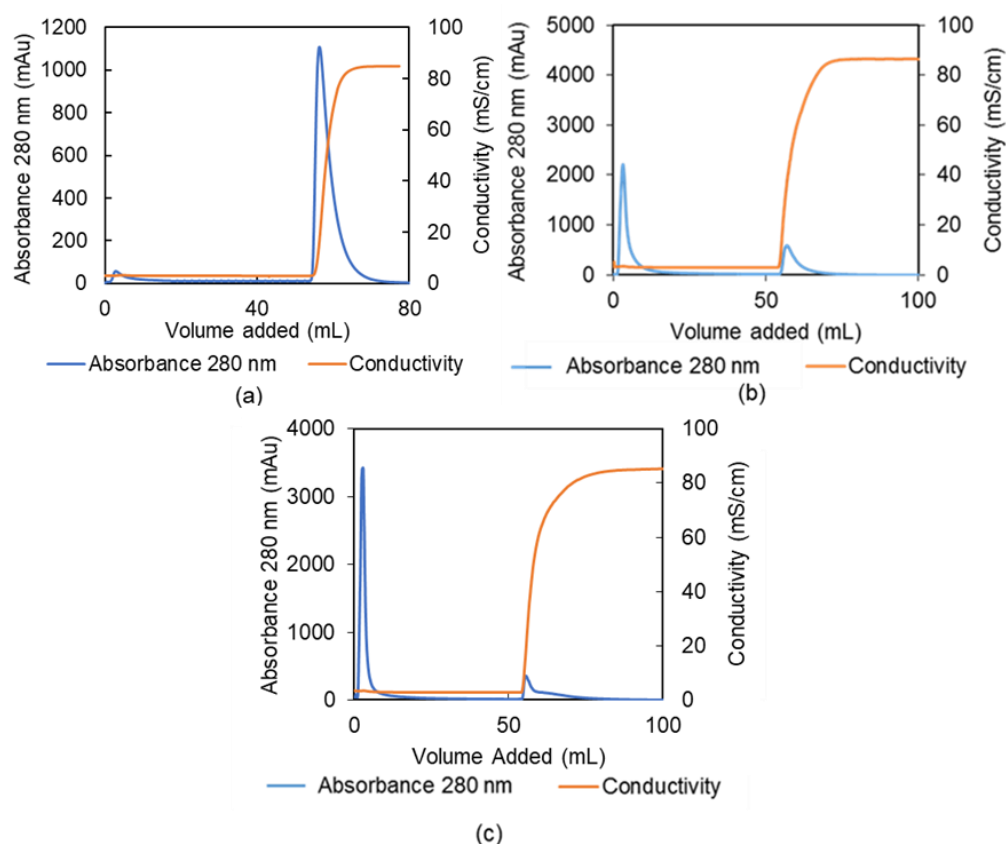 Absorbance 280 nm (mAu)
1200
1000
800
600
400
200
0
100
80
60
40
20
0
Conductivity (mS/cm)
0
40
80
Volume added (mL)
Absorbance 280 nm
Conductivity
(a)
Absorbance 280 nm (mAu)
5000
4000
3000
2000
1000
0
100
80
60
40
20
0
Conductivity (mS/cm)
0
50
100
Volume added (mL)
Absorbance 280 nm
Conductivity
(b)
Absorbance 280 nm (mAu)
4000
3000
2000
1000
0
100
80
60
40
20
0
Conductivity (mS/cm)
0
50
100
Volume Added (mL)
Absorbance 280 nm
Conductivity
(c)